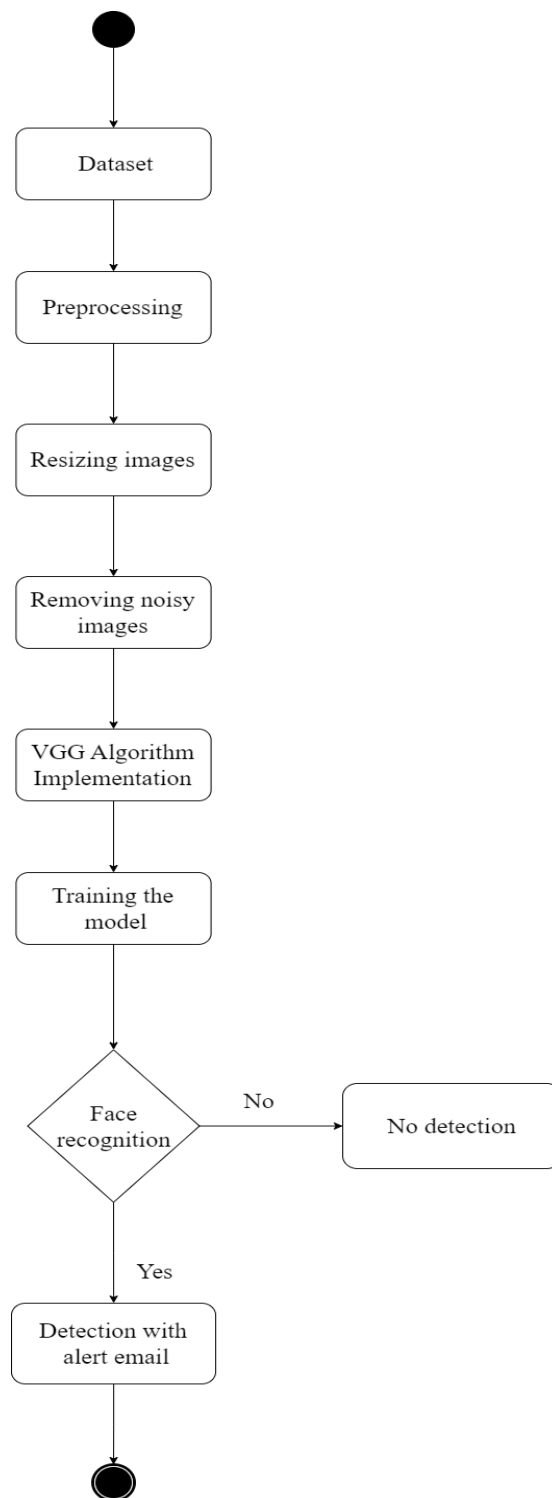 Dataset
Preprocessing
Resizing images
Removing noisy
images
VGG Algorithm
Implementation
Training the
model
Face
recognition
No
No detection
Yes
Detection with
alert email